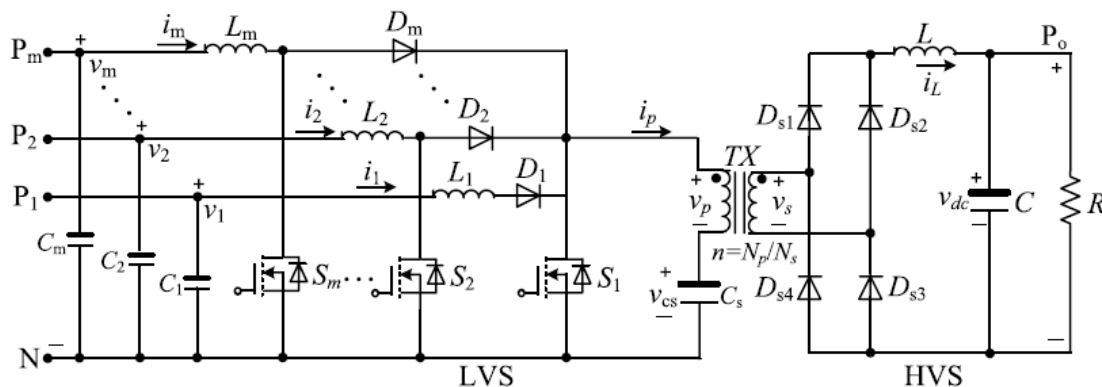 P_m + i_m L_m D_m L P_o
v_m i_L +
P_2 + i_2 L_2 D_2 i_p D_s1 D_s2
v_2 TX
P_1 + i_1 L_1 D_1 + + + R
v_1 v_p v_s v_dc C
C_m − − −
C_2 n=N_p/N_s
C_1 S_m S_2 S_1 + v_cs C_s D_s4 D_s3
−
N − LVS HVS −